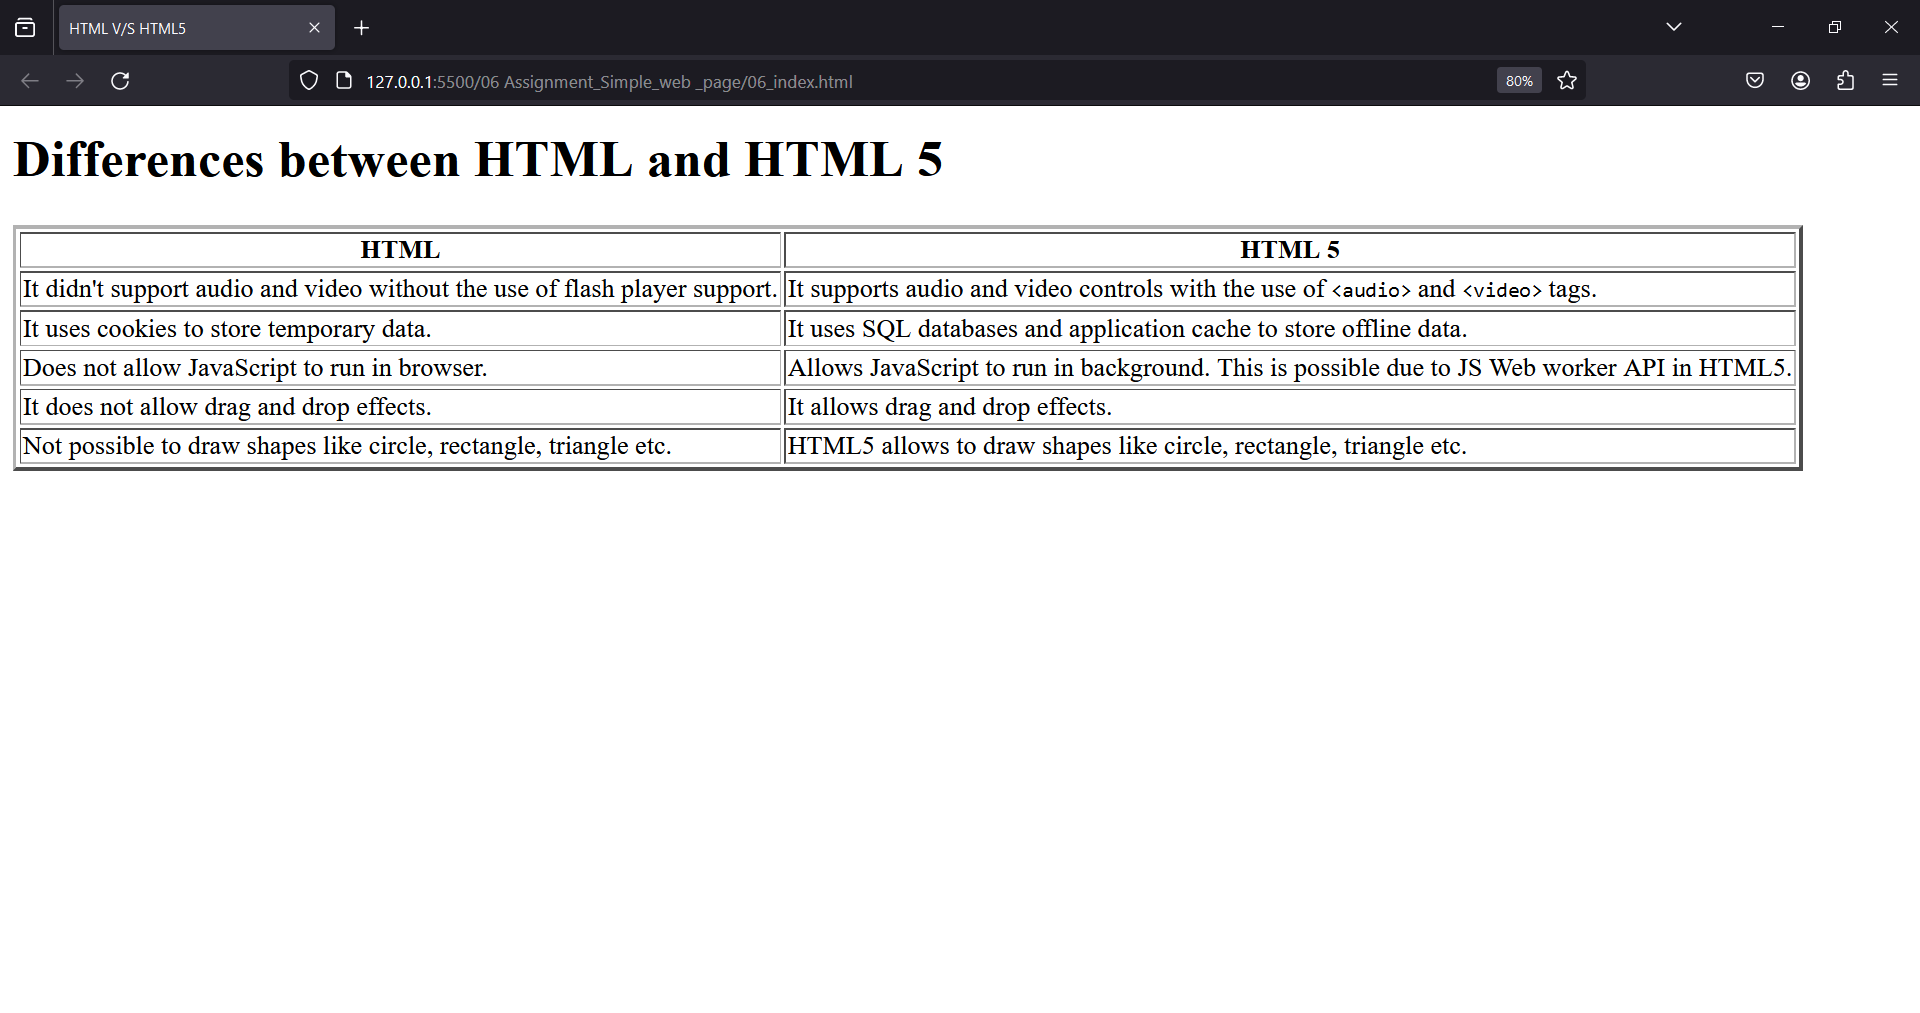 HTML V/S HTML5
127.0.0.1:5500/06 Assignment_Simple_web _page/06_index.html
80%
Differences between HTML and HTML 5
HTML HTML 5
It didn't support audio and video without the use of flash player support. It supports audio and video controls with the use of <audio> and <video> tags.
It uses cookies to store temporary data. It uses SQL databases and application cache to store offline data.
Does not allow JavaScript to run in browser. Allows JavaScript to run in background. This is possible due to JS Web worker API in HTML5.
It does not allow drag and drop effects. It allows drag and drop effects.
Not possible to draw shapes like circle, rectangle, triangle etc. HTML5 allows to draw shapes like circle, rectangle, triangle etc.